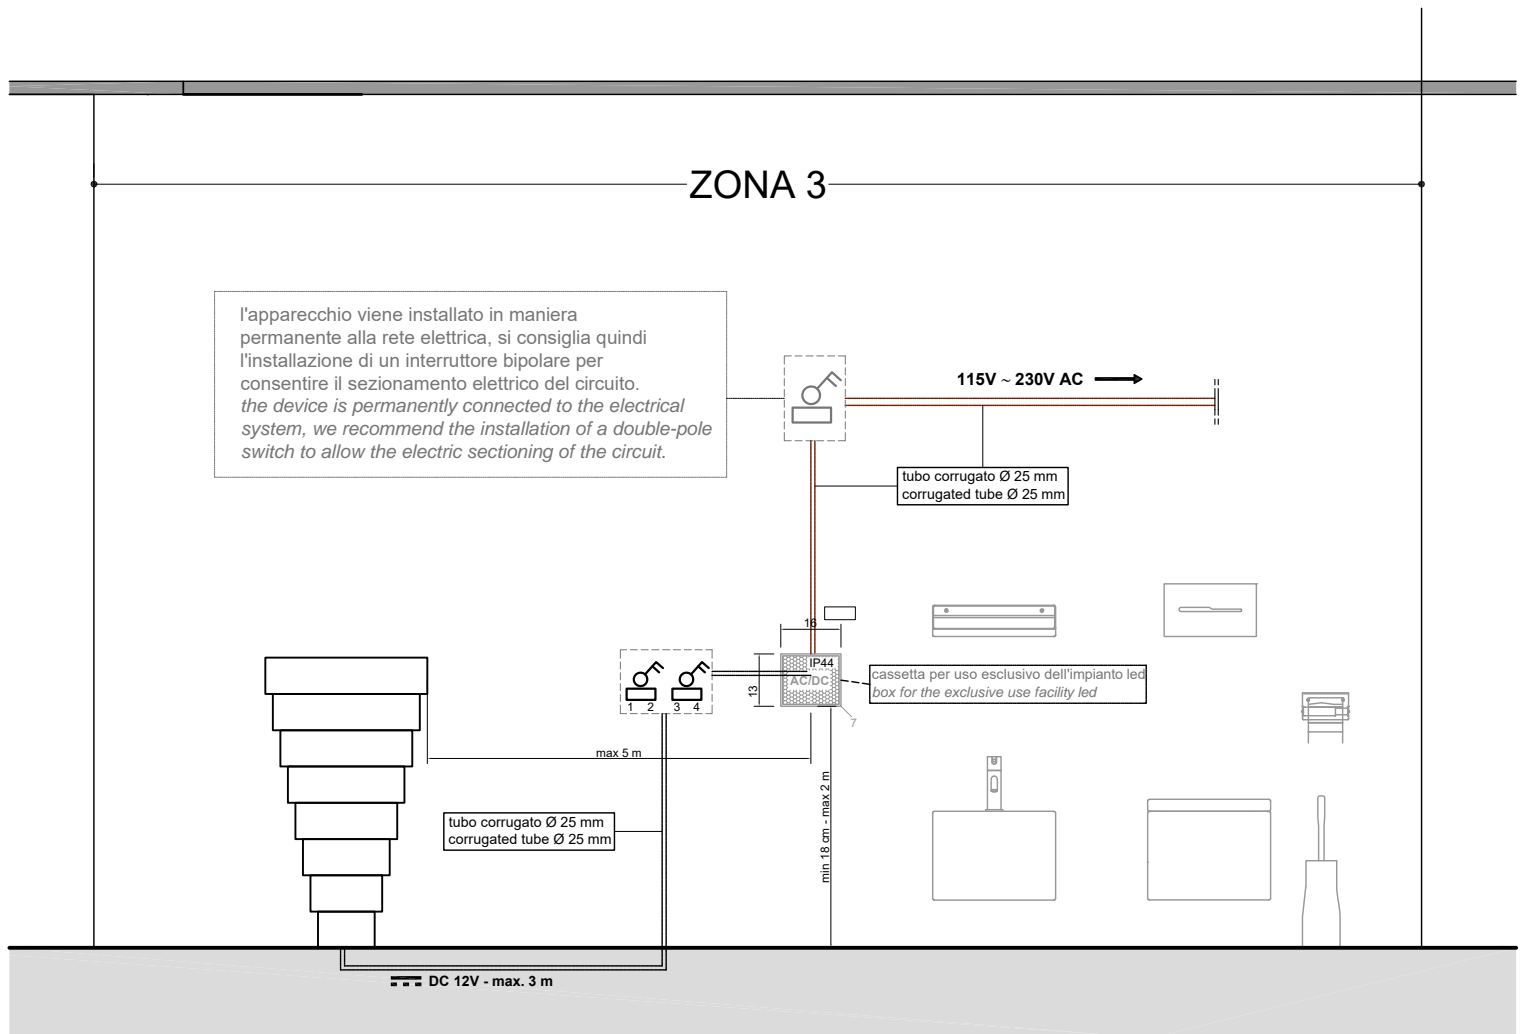 ZONA 3
l'apparecchio viene installato in maniera
permanente alla rete elettrica, si consiglia quindi
l'installazione di un interruttore bipolare per
consentire il sezionamento elettrico del circuito.
the device is permanently connected to the electrical
system, we recommend the installation of a double-pole
switch to allow the electric sectioning of the circuit.
115V ~ 230V AC
tubo corrugato Ø 25 mm
corrugated tube Ø 25 mm
16
IP44
AC/DC
13
7
cassetta per uso esclusivo dell'impianto led
box for the exclusive use facility led
1 2 3 4
max 5 m
min 18 cm - max 2 m
tubo corrugato Ø 25 mm
corrugated tube Ø 25 mm
DC 12V - max. 3 m